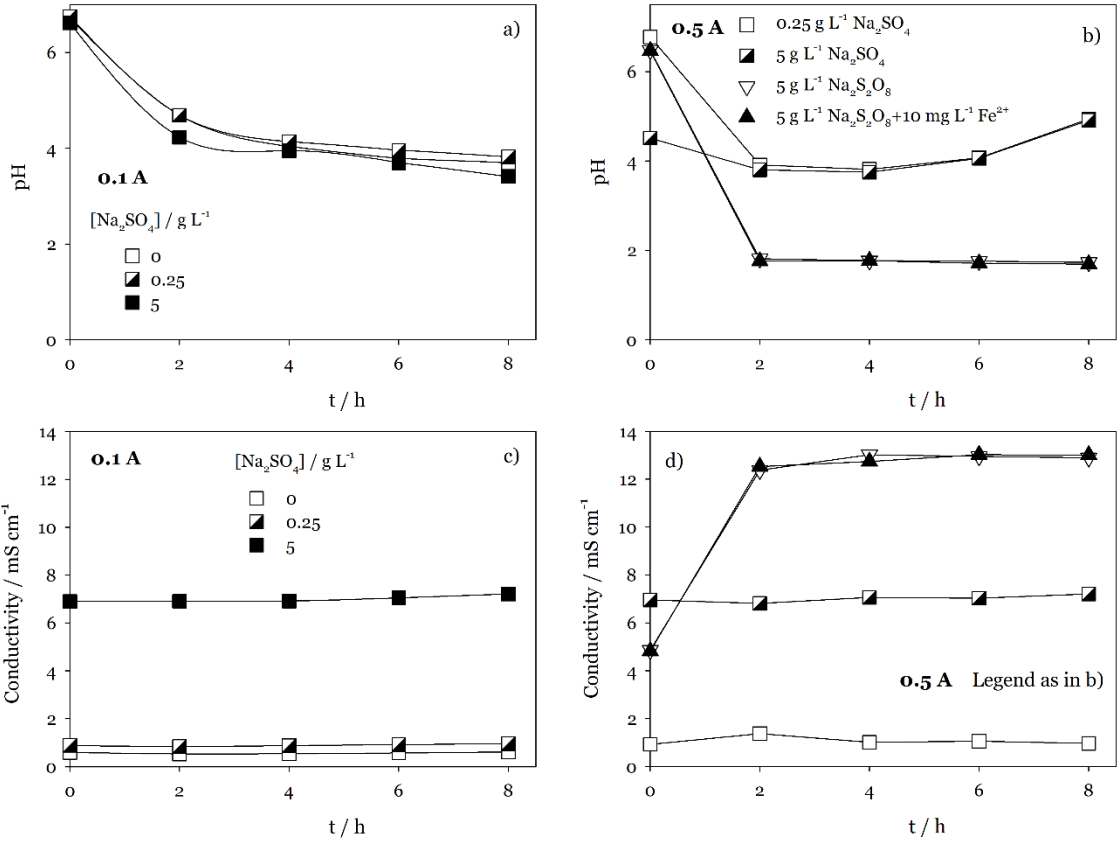 a)
6
4
2
0
pH
0.1 A
[Na₂SO₄] / g L⁻¹
0
0.25
5
0 2 4 6 8
t / h
b)
0.5 A
0.25 g L⁻¹ Na₂SO₄
5 g L⁻¹ Na₂SO₄
5 g L⁻¹ Na₂S₂O₈
5 g L⁻¹ Na₂S₂O₈+10 mg L⁻¹ Fe²⁺
6
4
2
0
pH
0 2 4 6 8
t / h
c)
0.1 A
[Na₂SO₄] / g L⁻¹
0
0.25
5
14
12
10
8
6
4
2
0
Conductivity / mS cm⁻¹
0 2 4 6 8
t / h
d)
14
12
10
8
6
4
2
0
Conductivity / mS cm⁻¹
0.5 A Legend as in b)
0 2 4 6 8
t / h